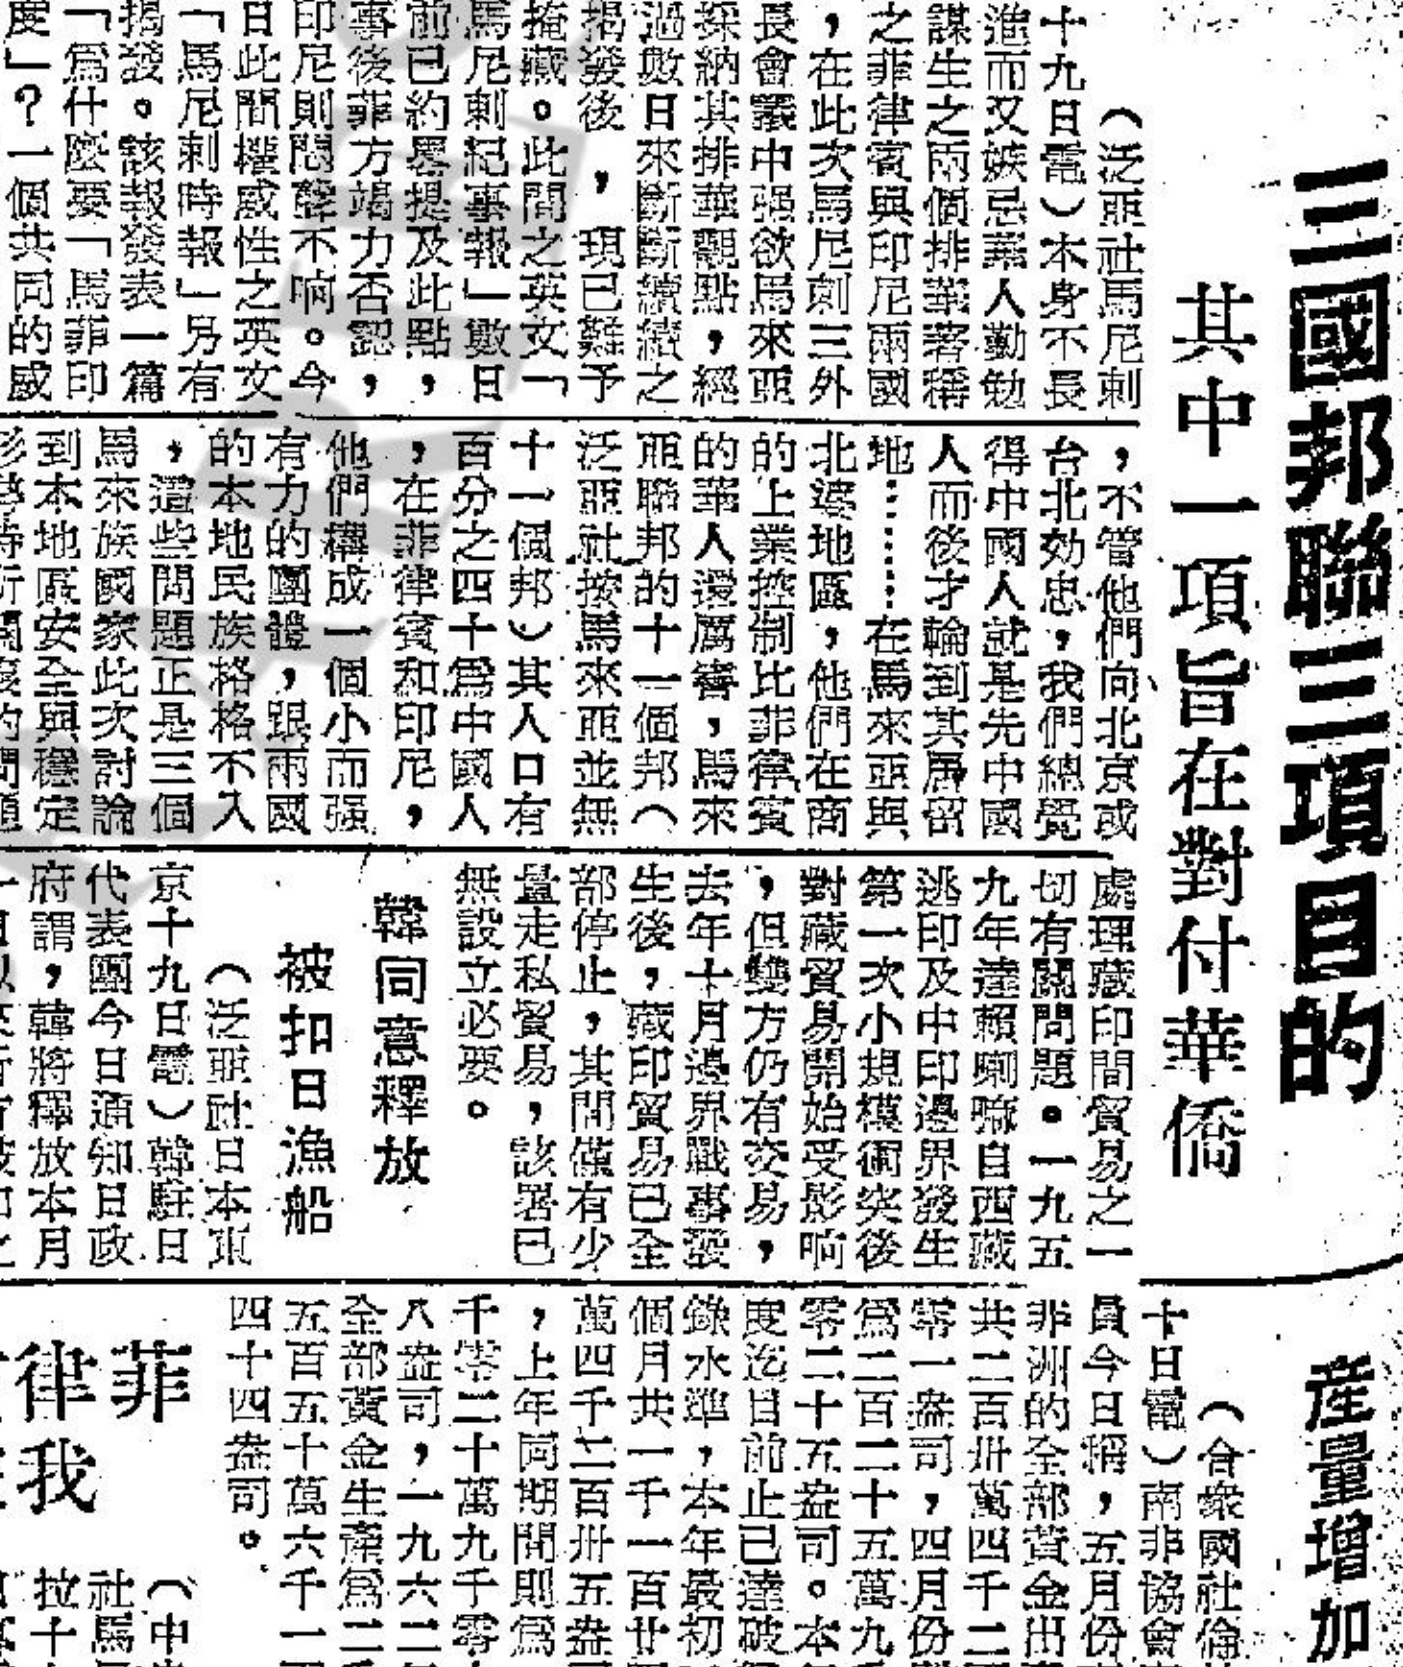 三國邦聯三項目的
其中一項旨在對付華僑
（泛亜社馬尼剌
十九日電）本身不長
進而又嫉忌華人勤勉
謀生之兩個排華著稱
之菲律賓與印尼兩國
，在此次馬尼剌三外
長會議中强欲馬來亜
採納其排華觀點，經
過數日來斷斷續續之
揭發後，現已難予
掩藏。此間之英文「
馬尼剌紀事報」數日
前已約畧提及此點，
事後菲方竭力否認，
印尼則悶聲不响。今
日此間權威性之英文
「馬尼剌時報」另有
揭發。該報發表一篇
「爲什麼要「馬菲印
度」？一個共同的威
，不管他們向北京或
台北効忠，我們總覺
得中國人就是先中國
人而後才輪到其居留
地……在馬來亜與
北婆地區，他們在商
的上業控制比菲律賓
的華人還厲害，馬來
亜聯邦的十一個邦（
泛亜社按馬來亜並無
十一個邦）其人口有
百分之四十爲中國人
，在菲律賓和印尼，
他們構成一個小而强
有力的團體，跟兩國
的本地民族格格不入
，這些問題正是三個
馬來族國家此次討論
到本地區安全與穩定
處理藏印間貿易之一
切有關問題。一九五
九年達賴喇嘛自西藏
逃印及中印邊界發生
第一次小規模衝突後
對藏貿易開始受影响
，但雙方仍有交易，
去年十月邊界戰事發
生後，藏印貿易已全
部停止，其間僅有少
量走私貿易，該署已
無設立必要。
韓同意釋放
被扣日漁船
（泛亜社日本東
京十九日電）韓駐日
代表團今日通知日政
府謂，韓將釋放本月
產量增加
（合衆國社倫
十日電）南非協會
員今日稱，五月份
非洲的全部黃金出
共二百卅萬四千二
零一盎司，四月份
爲二百二十五萬九
零二十五盎司。本
度迄目前止已達破
錄水準，本年最初
個月共一千一百廿
萬四千二百卅五盎
，上年同期間則爲
千零二十萬九千零
八盎司，一九六二
全部黃金生產爲二
五百五十萬六千一
四十四盎司。
菲
律
我
（中
社馬
拉十